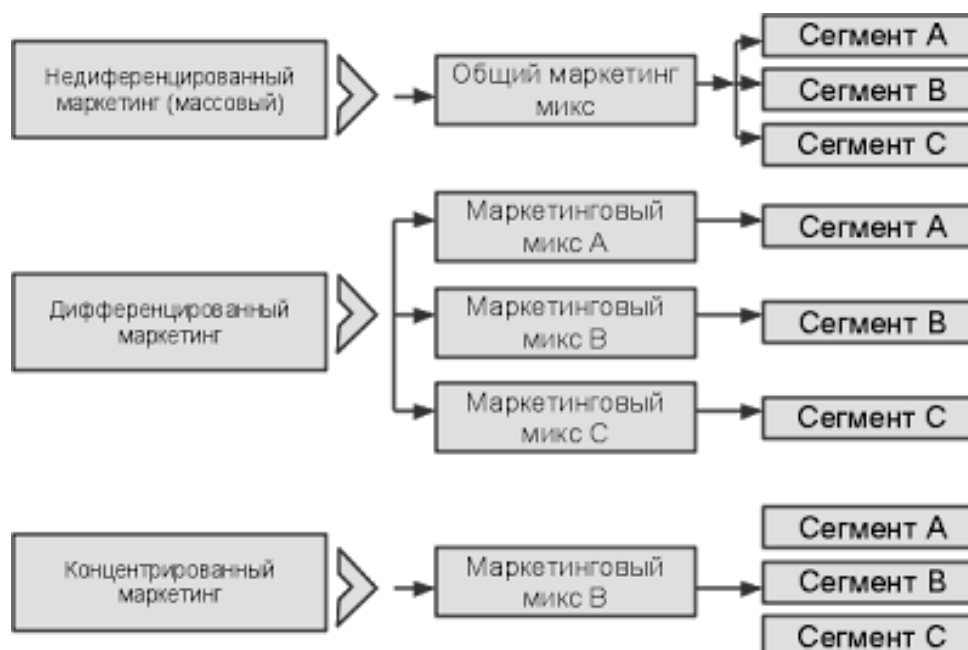 Недиференцированный
маркетинг (массовый)
Общий маркетинг
микс
Сегмент А
Сегмент В
Сегмент С
Дифференцированный
маркетинг
Маркетинговый
микс А
Сегмент А
Маркетинговый
микс В
Сегмент В
Маркетинговый
микс С
Сегмент С
Концентрированный
маркетинг
Маркетинговый
микс В
Сегмент А
Сегмент В
Сегмент С